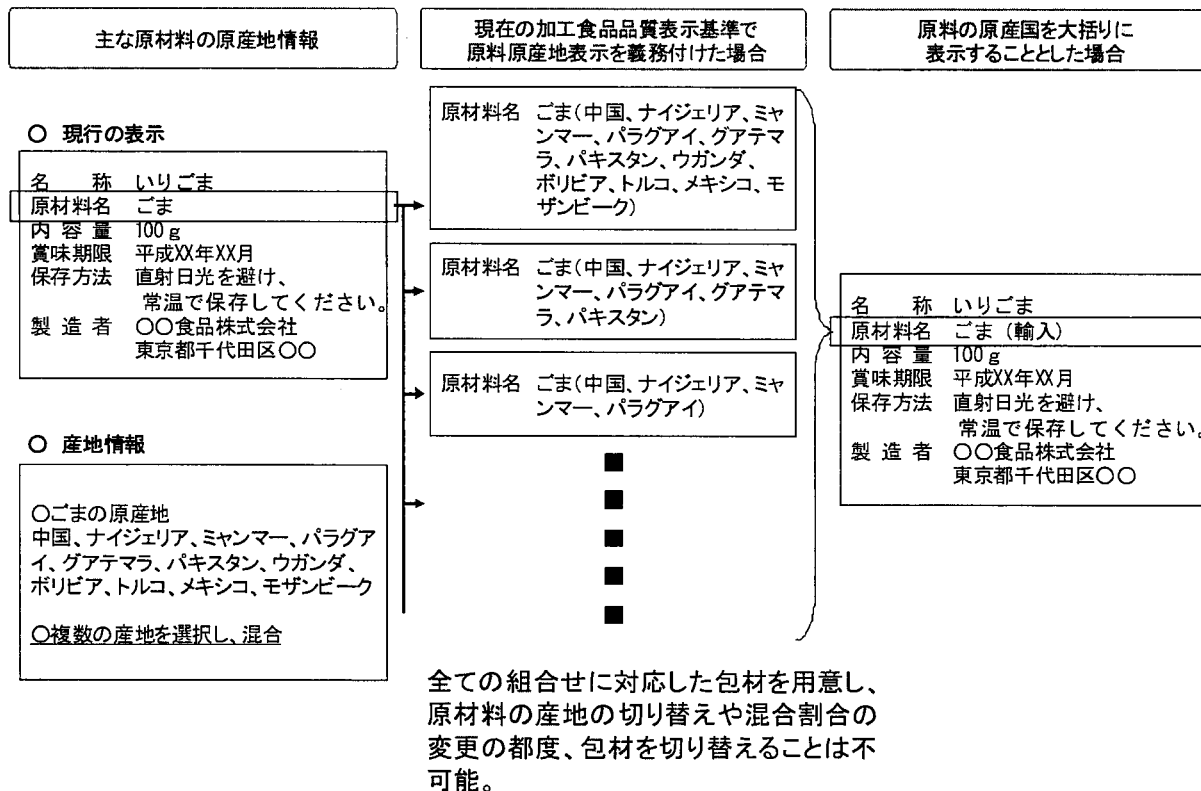 主な原材料の原産地情報
現在の加工食品品質表示基準で
原料原産地表示を義務付けた場合
原料の原産国を大括りに
表示することとした場合
○ 現行の表示
名　　称　いりごま
原材料名　ごま
内 容 量　100g
賞味期限　平成XX年XX月
保存方法　直射日光を避け、
常温で保存してください。
製 造 者　○○食品株式会社
東京都千代田区○○
○ 産地情報
○ごまの原産地
中国、ナイジェリア、ミャンマー、パラグア
イ、グアテマラ、パキスタン、ウガンダ、
ボリビア、トルコ、メキシコ、モザンビーク
○複数の産地を選択し、混合
原材料名　ごま(中国、ナイジェリア、ミャ
ンマー、パラグアイ、グアテマ
ラ、パキスタン、ウガンダ、
ボリビア、トルコ、メキシコ、モ
ザンビーク)
原材料名　ごま(中国、ナイジェリア、ミャ
ンマー、パラグアイ、グアテマ
ラ、パキスタン)
原材料名　ごま(中国、ナイジェリア、ミャ
ンマー、パラグアイ)
全ての組合せに対応した包材を用意し、
原材料の産地の切り替えや混合割合の
変更の都度、包材を切り替えることは不
可能。
名　　称　いりごま
原材料名　ごま（輸入）
内 容 量　100g
賞味期限　平成XX年XX月
保存方法　直射日光を避け、
常温で保存してください。
製 造 者　○○食品株式会社
東京都千代田区○○